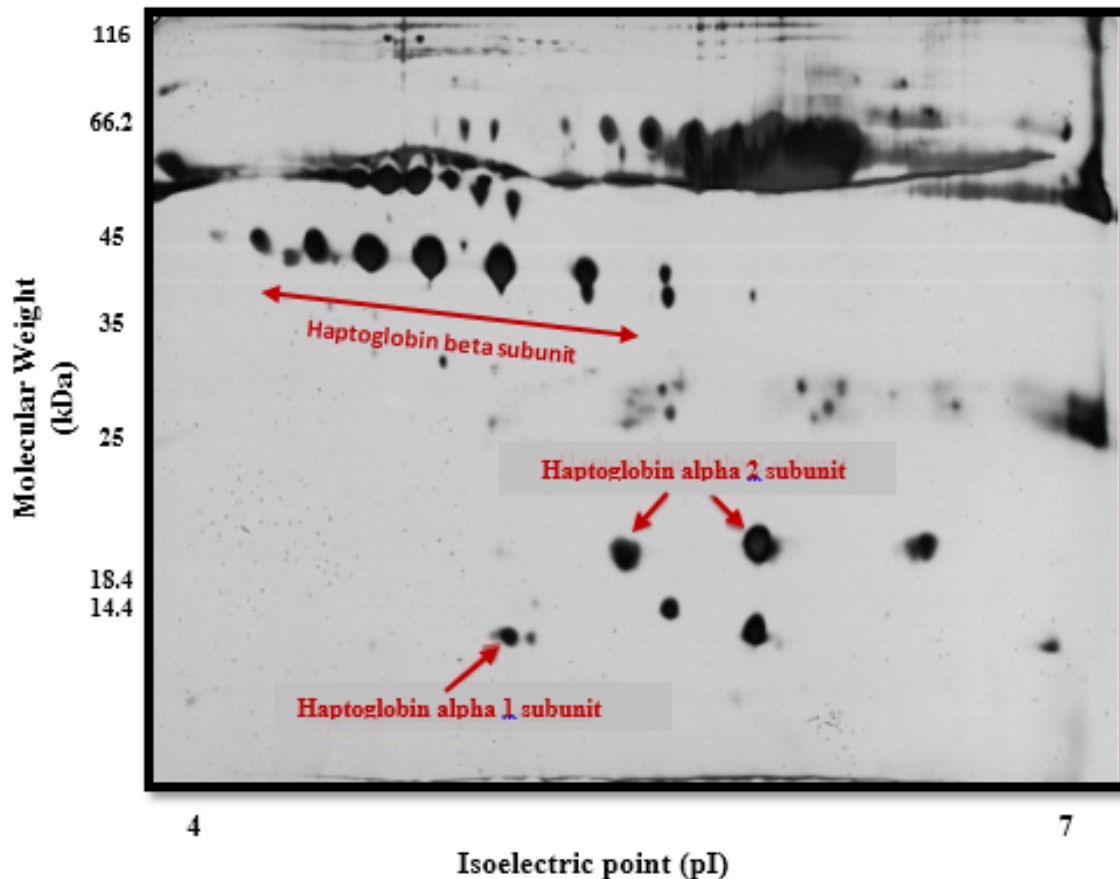 116
66.2
45
35
25
18.4
14.4
Molecular Weight
(kDa)
Haptoglobin beta subunit
Haptoglobin alpha 2 subunit
Haptoglobin alpha 1 subunit
4
7
Isoelectric point (pI)